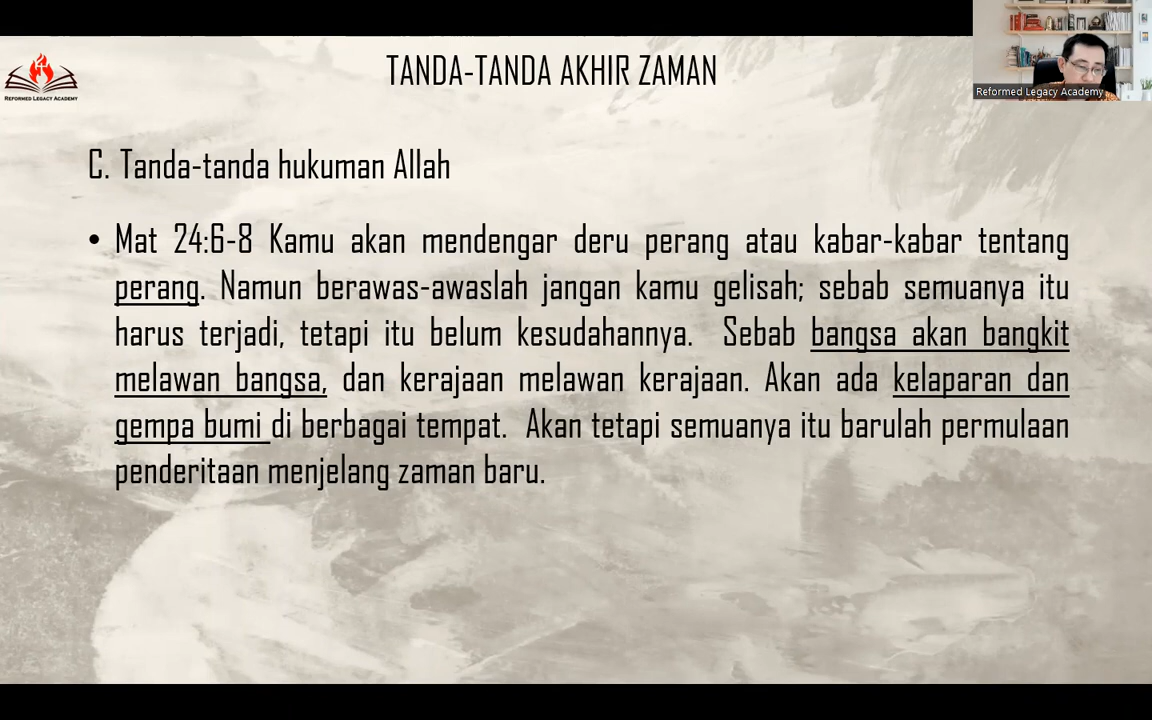 TANDA-TANDA AKHIR ZAMAN
REFORMED LEGACY ACADEMY
Reformed Legacy Academy
C. Tanda-tanda hukuman Allah
• Mat 24:6-8 Kamu akan mendengar deru perang atau kabar-kabar tentang
perang. Namun berawas-awaslah jangan kamu gelisah; sebab semuanya itu
harus terjadi, tetapi itu belum kesudahannya. Sebab bangsa akan bangkit
melawan bangsa, dan kerajaan melawan kerajaan. Akan ada kelaparan dan
gempa bumi di berbagai tempat. Akan tetapi semuanya itu barulah permulaan
penderitaan menjelang zaman baru.